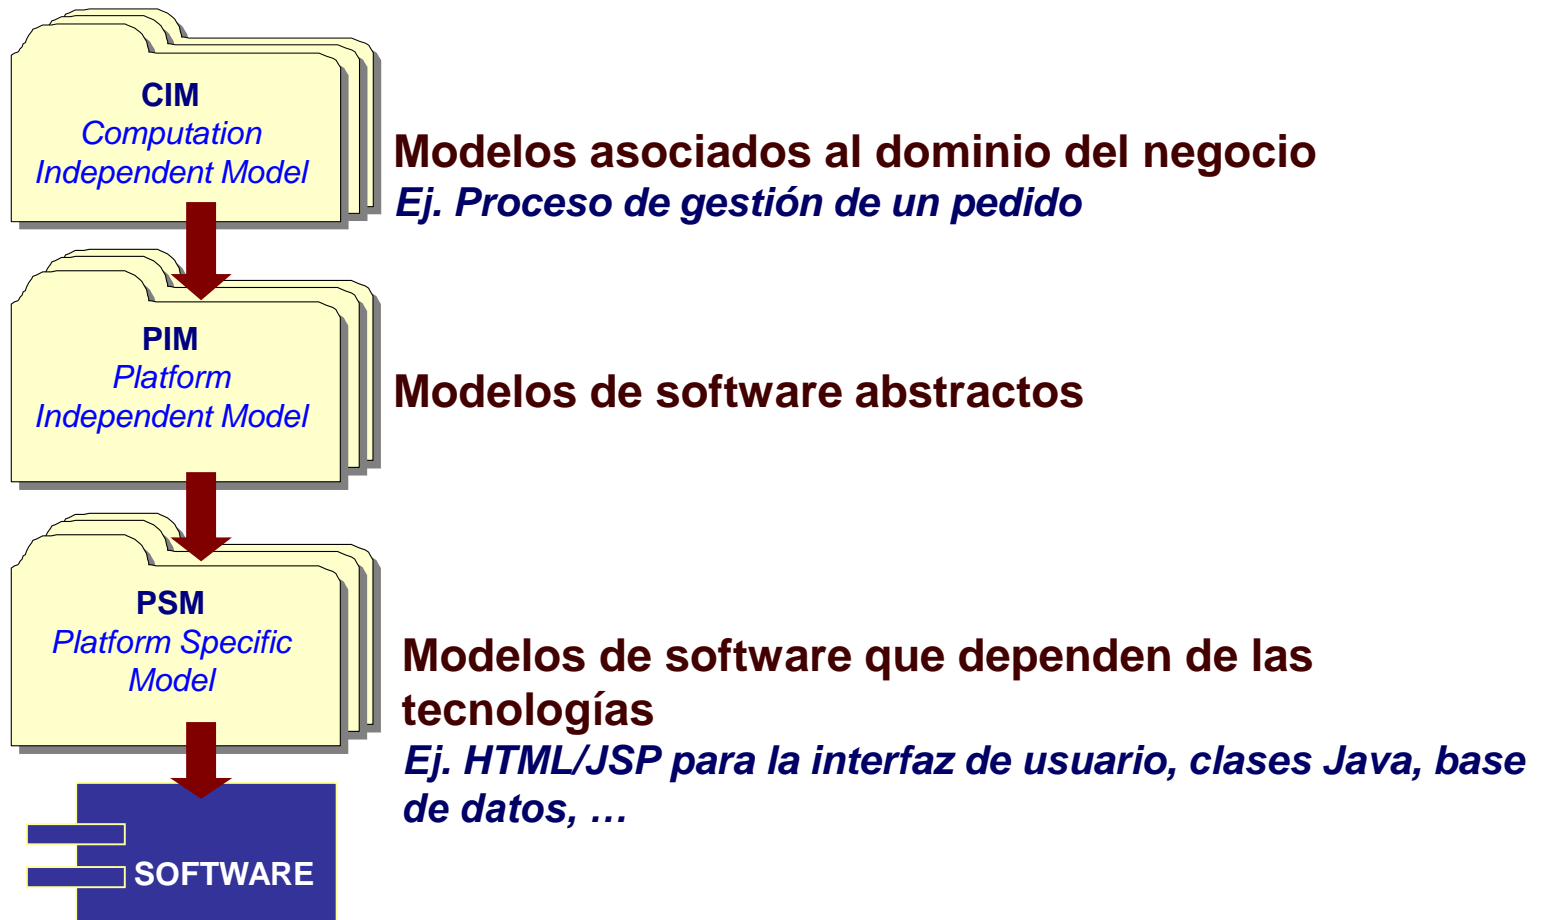 CIM
Computation
Independent Model
Modelos asociados al dominio del negocio
Ej. Proceso de gestión de un pedido
PIM
Platform
Independent Model
Modelos de software abstractos
PSM
Platform Specific
Model
Modelos de software que dependen de las
tecnologías
Ej. HTML/JSP para la interfaz de usuario, clases Java, base
de datos, …
SOFTWARE